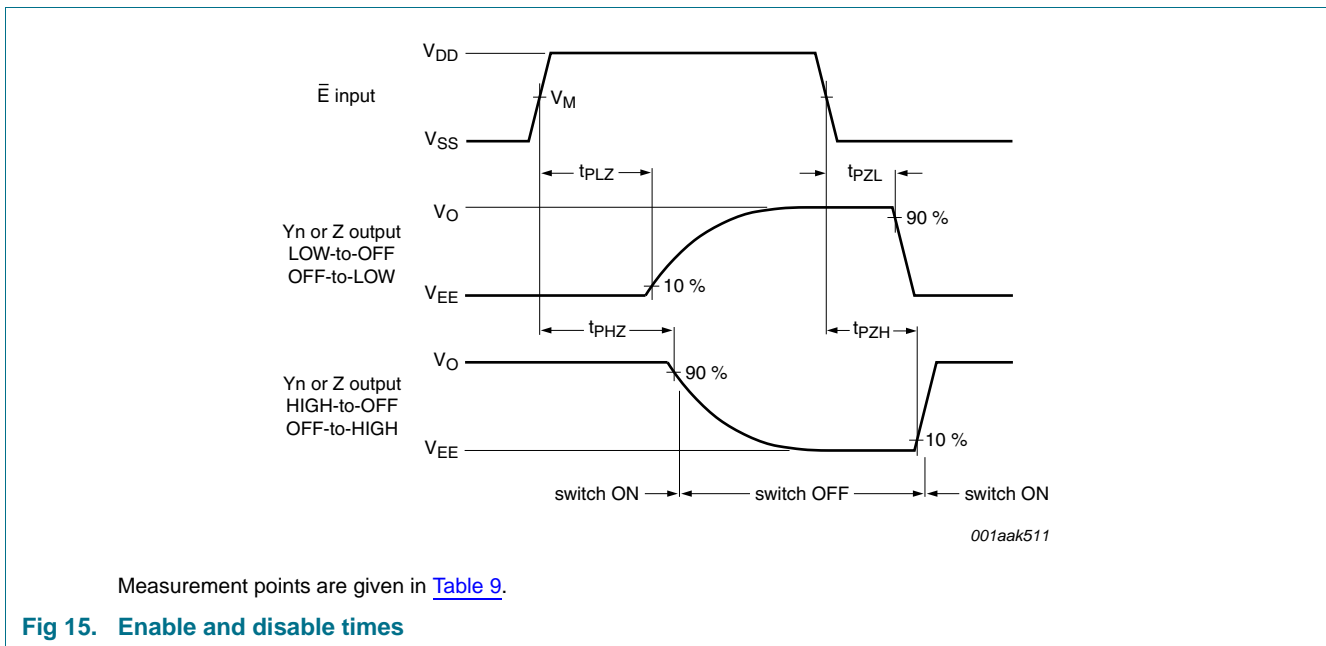 V_DD
Ē input
V_M
V_SS
t_PLZ
t_PZL
V_O
90 %
Yn or Z output
LOW-to-OFF
OFF-to-LOW
10 %
V_EE
t_PHZ
t_PZH
V_O
90 %
Yn or Z output
HIGH-to-OFF
OFF-to-HIGH
10 %
V_EE
switch ON
switch OFF
switch ON
001aak511
Measurement points are given in Table 9.
Fig 15. Enable and disable times